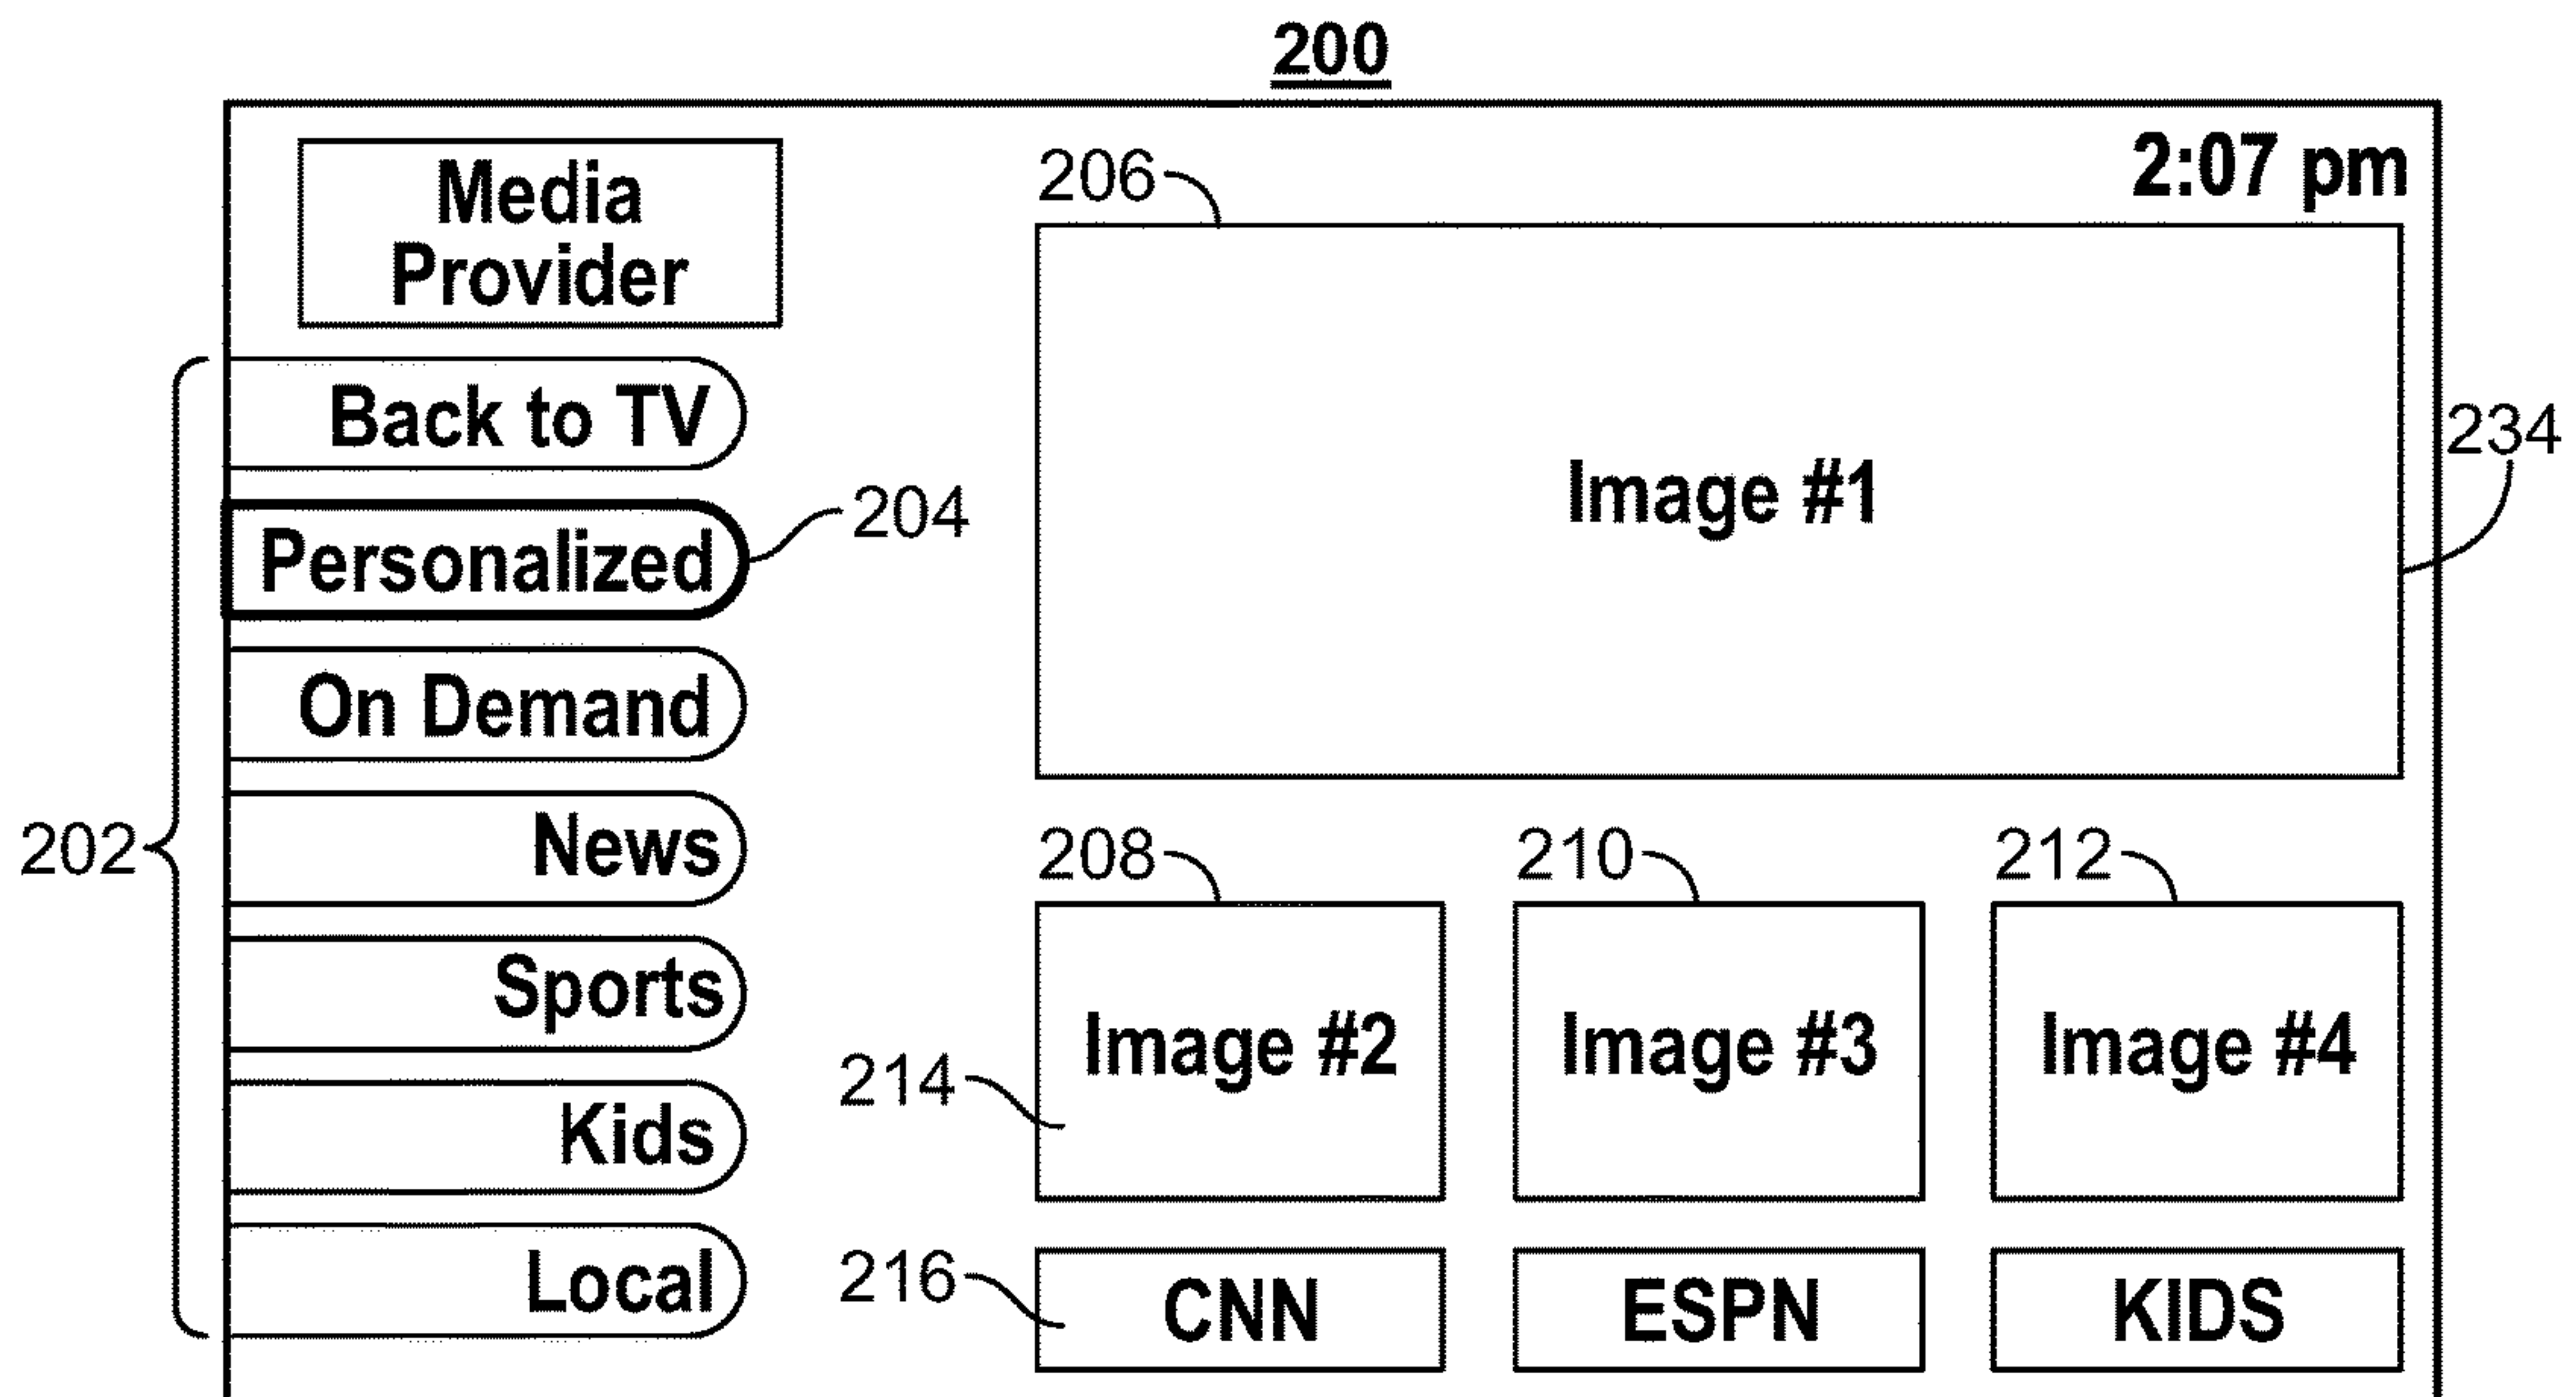 200
2:07 pm
Media
Provider
206
Back to TV
234
Image #1
Personalized
204
On Demand
202
News
208
210
212
Sports
Image #2
Image #3
Image #4
214
Kids
Local
216
CNN
ESPN
KIDS